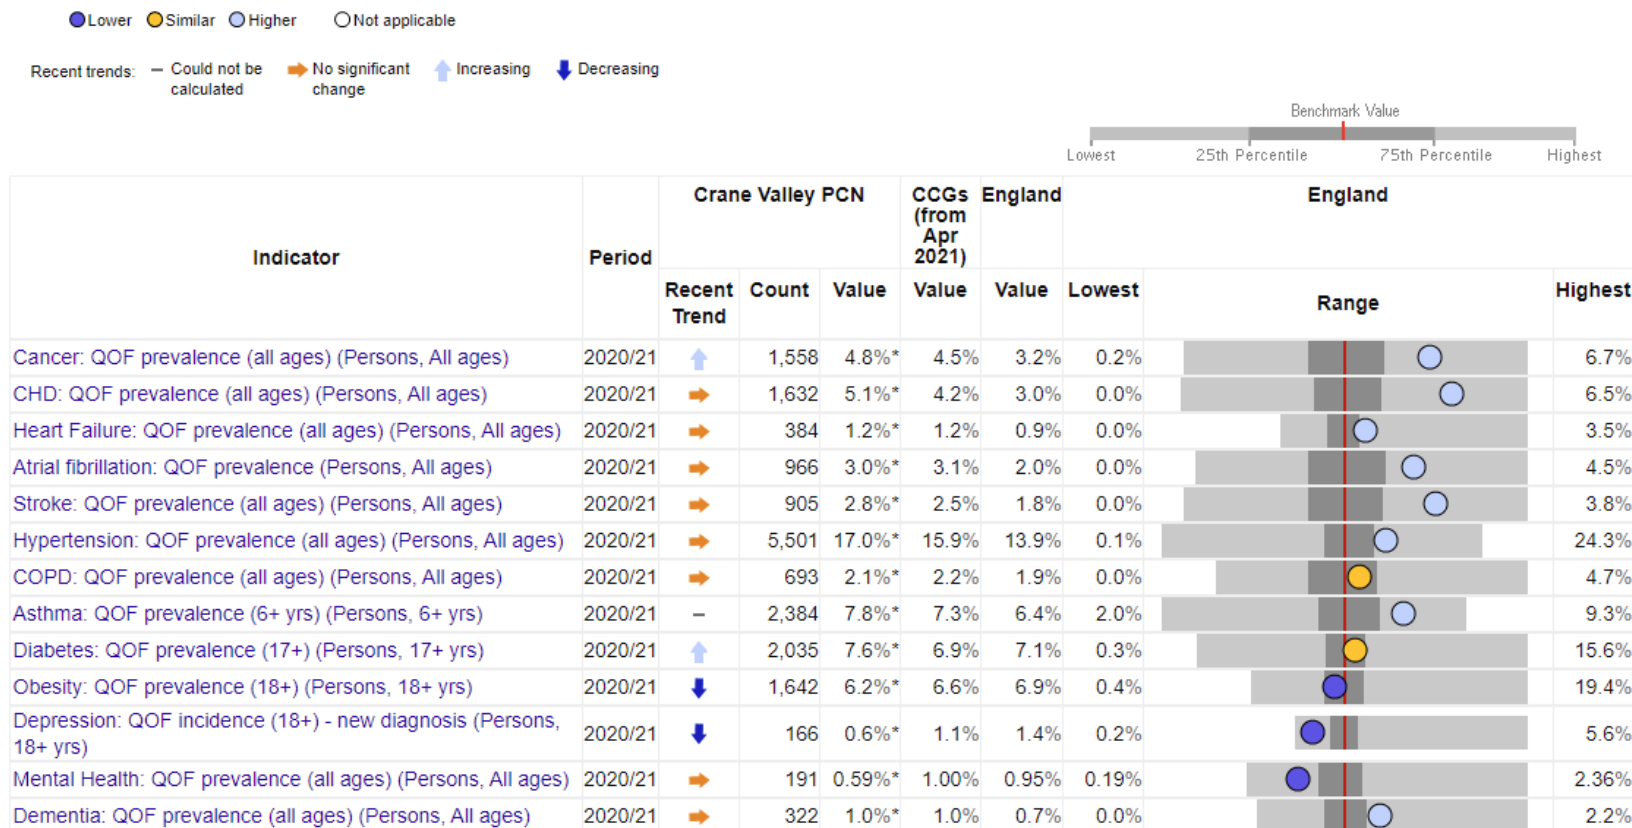 Lower Similar Higher Not applicable
Recent trends: – Could not be calculated No significant change Increasing Decreasing
Benchmark Value
Lowest 25th Percentile 75th Percentile Highest
Indicator Period Crane Valley PCN CCGs (from Apr 2021) England England
Recent Trend Count Value Value Value Lowest Range Highest
Cancer: QOF prevalence (all ages) (Persons, All ages) 2020/21 1,558 4.8%* 4.5% 3.2% 0.2% 6.7%
CHD: QOF prevalence (all ages) (Persons, All ages) 2020/21 1,632 5.1%* 4.2% 3.0% 0.0% 6.5%
Heart Failure: QOF prevalence (all ages) (Persons, All ages) 2020/21 384 1.2%* 1.2% 0.9% 0.0% 3.5%
Atrial fibrillation: QOF prevalence (Persons, All ages) 2020/21 966 3.0%* 3.1% 2.0% 0.0% 4.5%
Stroke: QOF prevalence (all ages) (Persons, All ages) 2020/21 905 2.8%* 2.5% 1.8% 0.0% 3.8%
Hypertension: QOF prevalence (all ages) (Persons, All ages) 2020/21 5,501 17.0%* 15.9% 13.9% 0.1% 24.3%
COPD: QOF prevalence (all ages) (Persons, All ages) 2020/21 693 2.1%* 2.2% 1.9% 0.0% 4.7%
Asthma: QOF prevalence (6+ yrs) (Persons, 6+ yrs) 2020/21 – 2,384 7.8%* 7.3% 6.4% 2.0% 9.3%
Diabetes: QOF prevalence (17+) (Persons, 17+ yrs) 2020/21 2,035 7.6%* 6.9% 7.1% 0.3% 15.6%
Obesity: QOF prevalence (18+) (Persons, 18+ yrs) 2020/21 1,642 6.2%* 6.6% 6.9% 0.4% 19.4%
Depression: QOF incidence (18+) - new diagnosis (Persons, 18+ yrs) 2020/21 166 0.6%* 1.1% 1.4% 0.2% 5.6%
Mental Health: QOF prevalence (all ages) (Persons, All ages) 2020/21 191 0.59%* 1.00% 0.95% 0.19% 2.36%
Dementia: QOF prevalence (all ages) (Persons, All ages) 2020/21 322 1.0%* 1.0% 0.7% 0.0% 2.2%